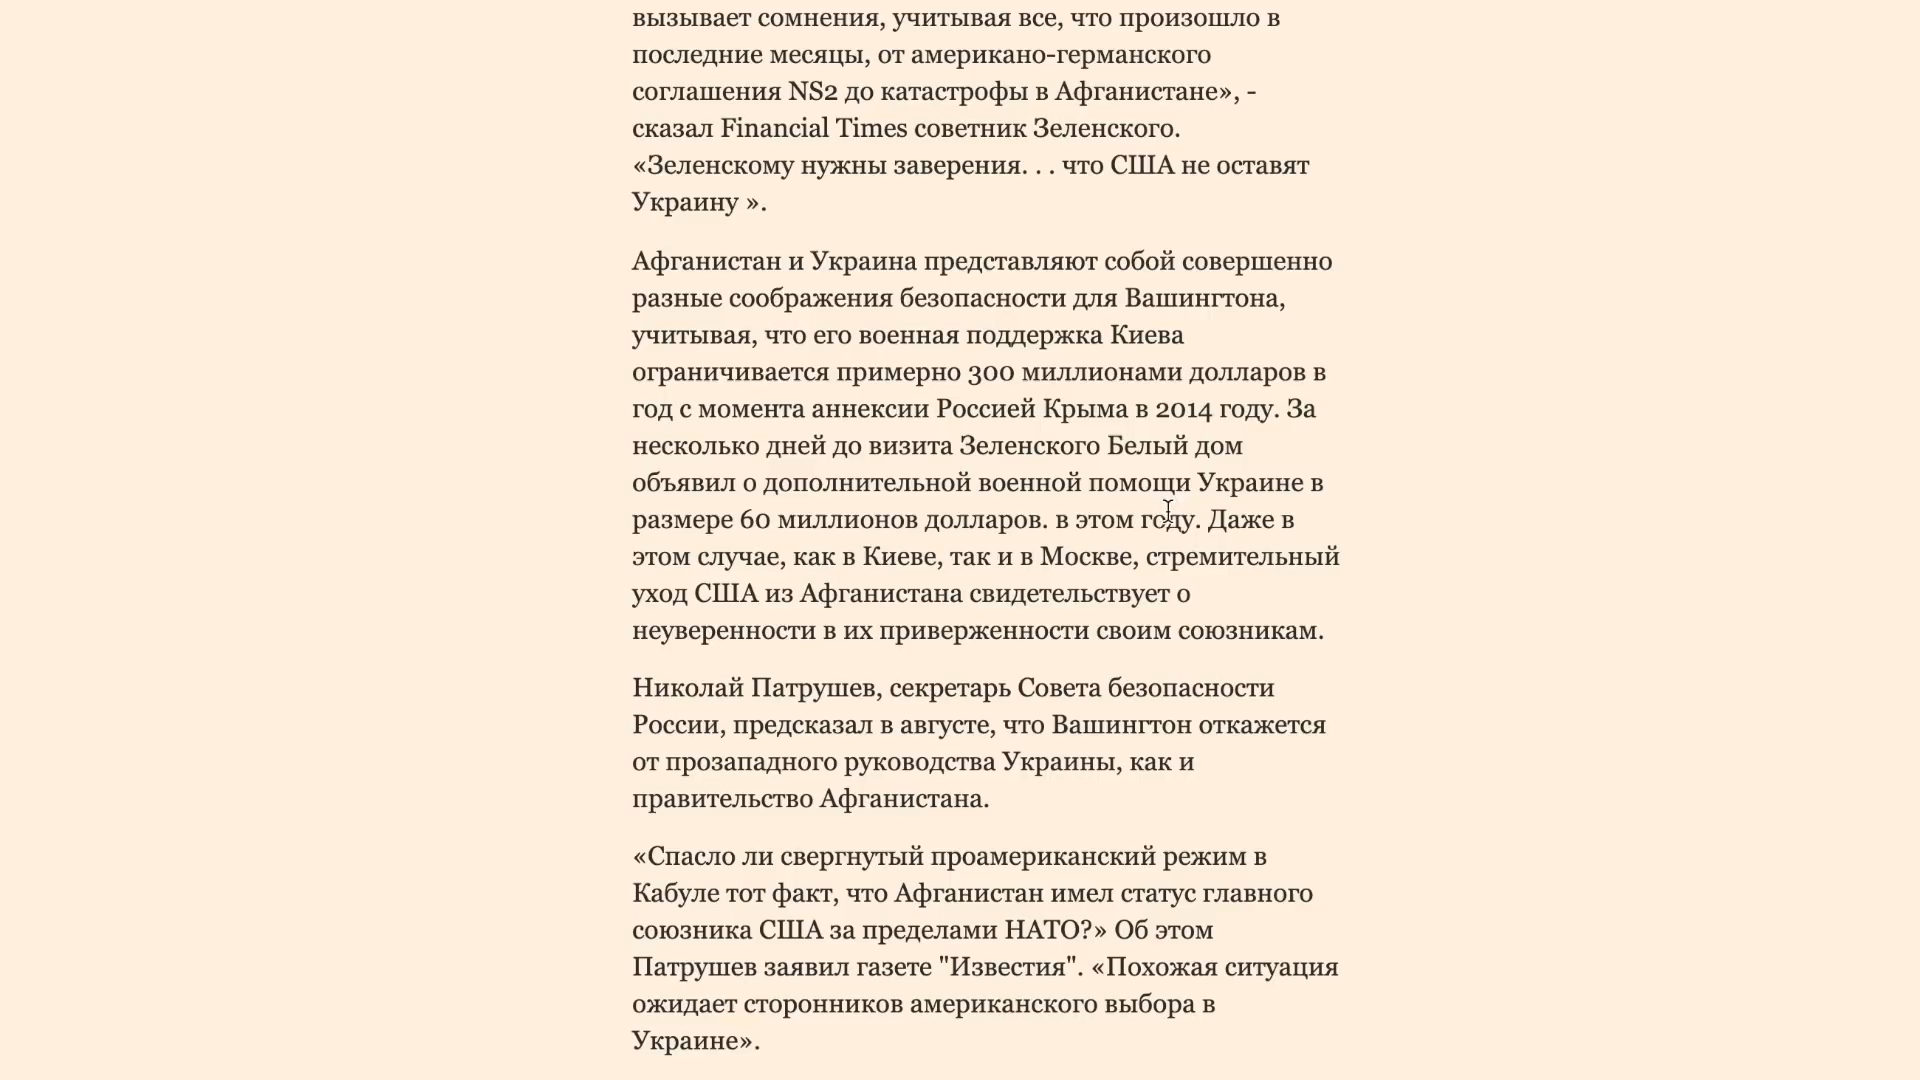 вызывает сомнения, учитывая все, что произошло в
последние месяцы, от американо-германского
соглашения NS2 до катастрофы в Афганистане», -
сказал Financial Times советник Зеленского.
«Зеленскому нужны заверения. . . что США не оставят
Украину ».
Афганистан и Украина представляют собой совершенно
разные соображения безопасности для Вашингтона,
учитывая, что его военная поддержка Киева
ограничивается примерно 300 миллионами долларов в
год с момента аннексии Россией Крыма в 2014 году. За
несколько дней до визита Зеленского Белый дом
объявил о дополнительной военной помощи Украине в
размере 60 миллионов долларов. в этом году. Даже в
этом случае, как в Киеве, так и в Москве, стремительный
уход США из Афганистана свидетельствует о
неуверенности в их приверженности своим союзникам.
Николай Патрушев, секретарь Совета безопасности
России, предсказал в августе, что Вашингтон откажется
от прозападного руководства Украины, как и
правительство Афганистана.
«Спасло ли свергнутый проамериканский режим в
Кабуле тот факт, что Афганистан имел статус главного
союзника США за пределами НАТО?» Об этом
Патрушев заявил газете "Известия". «Похожая ситуация
ожидает сторонников американского выбора в
Украине».